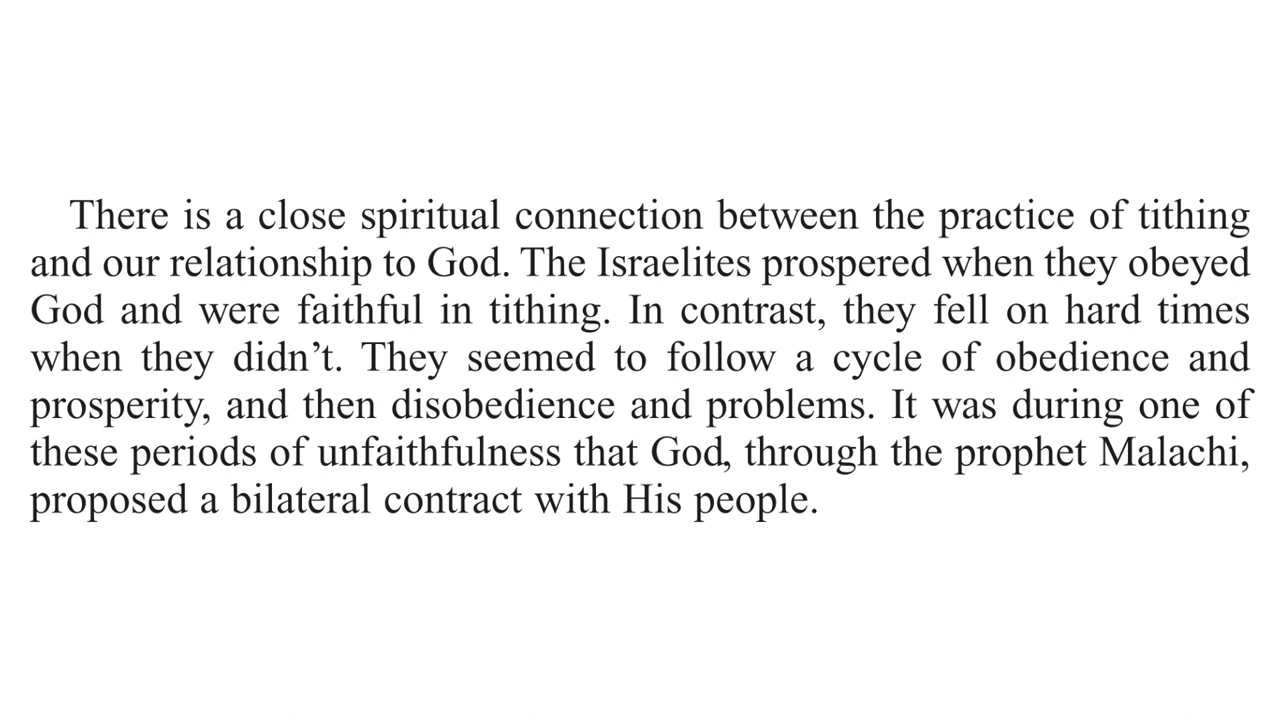 There is a close spiritual connection between the practice of tithing
and our relationship to God. The Israelites prospered when they obeyed
God and were faithful in tithing. In contrast, they fell on hard times
when they didn’t. They seemed to follow a cycle of obedience and
prosperity, and then disobedience and problems. It was during one of
these periods of unfaithfulness that God, through the prophet Malachi,
proposed a bilateral contract with His people.